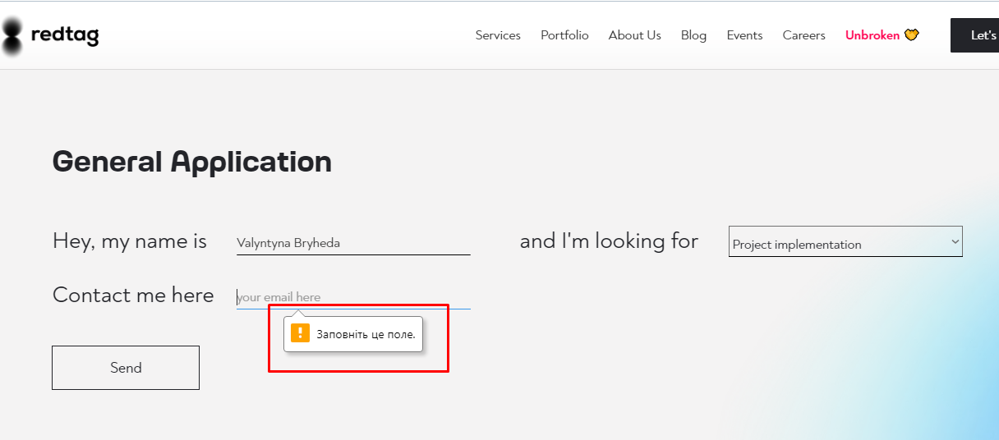 redtag
Services Portfolio About Us Blog Events Careers Unbroken Let's
General Application
Hey, my name is Valyntyna Bryheda and I'm looking for Project implementation
Contact me here your email here
Заповніть це поле.
Send